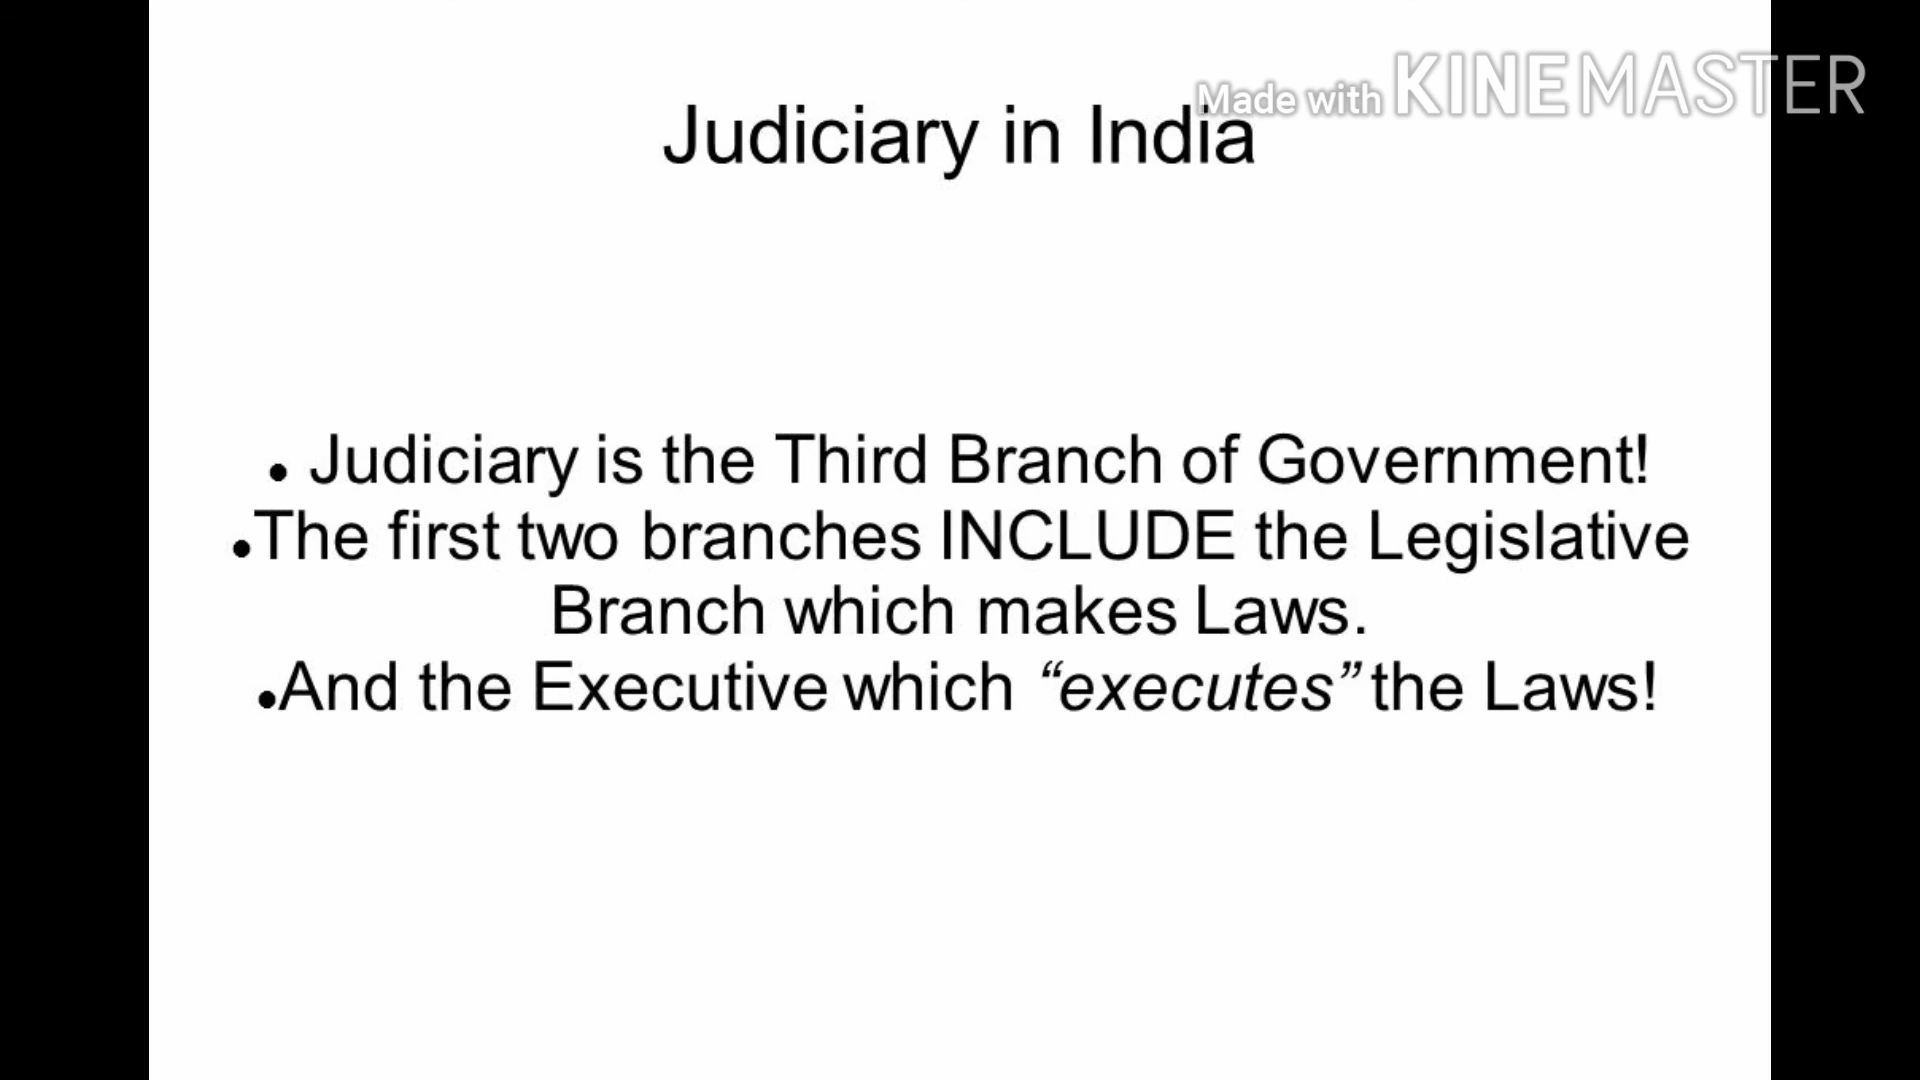 Made with KINEMASTER
Judiciary in India
• Judiciary is the Third Branch of Government!
•The first two branches INCLUDE the Legislative
Branch which makes Laws.
•And the Executive which “executes” the Laws!